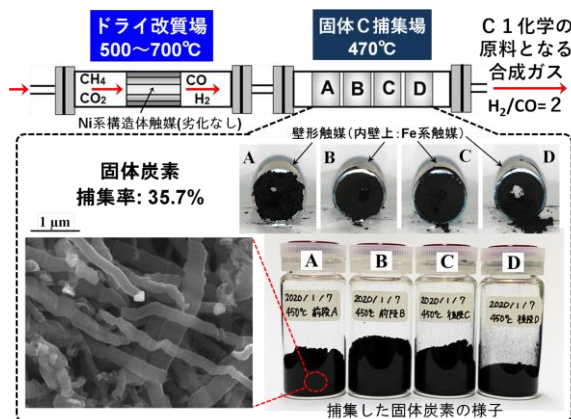 ドライ改質場
500～700℃
固体C捕集場
470℃
C1化学の
原料となる
合成ガス
H2/CO= 2
CH4
CO2
CO
H2
A B C D
Ni系構造体触媒(劣化なし)
壁形触媒(内壁上:Fe系触媒)
固体炭素
捕集率: 35.7%
A
B
C
D
1 μm
A
B
C
D
2020/1/7
450℃ 前段A
2020/1/7
450℃ 前段B
2020/1/7
450℃ 後段C
2020/1/7
450℃ 後段D
捕集した固体炭素の様子